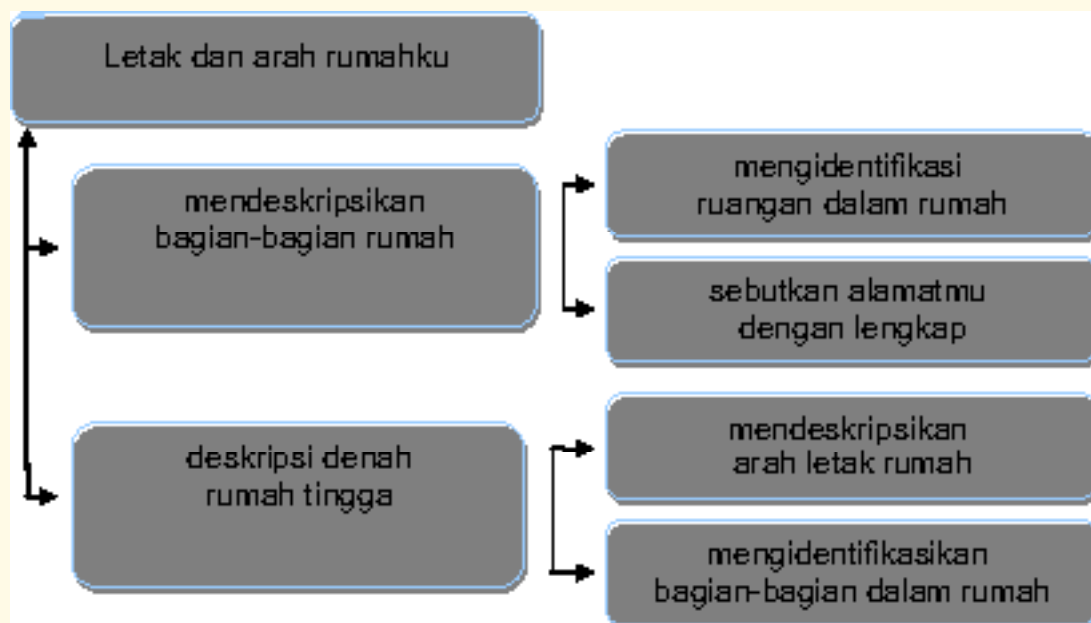 Letak dan arah rumahku
mendeskripsikan
bagian-bagian rumah
mengidentifikasi
ruangan dalam rumah
sebutkan alamatmu
dengan lengkap
deskripsi denah
rumah tingga
mendeskripsikan
arah letak rumah
mengidentifikasikan
bagian-bagian dalam rumah